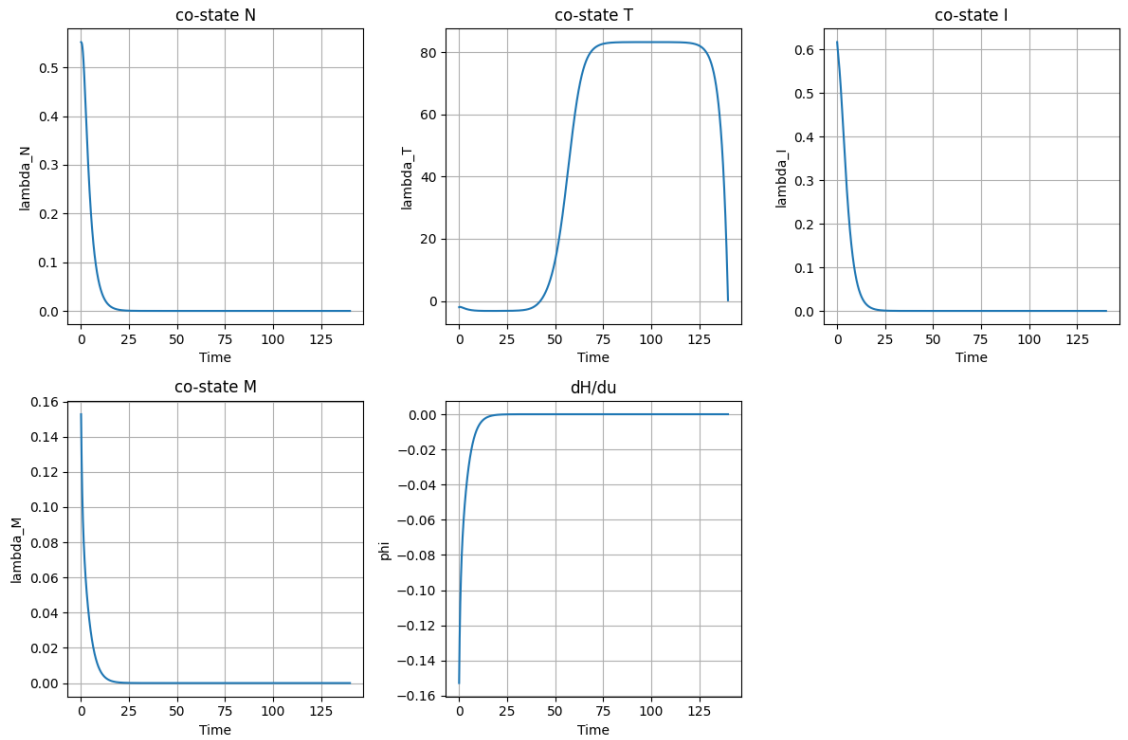 co-state N
0.5
0.4
0.3
0.2
0.1
0.0
lambda_N
0 25 50 75 100 125
Time
co-state T
80
60
40
20
0
lambda_T
0 25 50 75 100 125
Time
co-state I
0.6
0.5
0.4
0.3
0.2
0.1
0.0
lambda_I
0 25 50 75 100 125
Time
co-state M
0.16
0.14
0.12
0.10
0.08
0.06
0.04
0.02
0.00
lambda_M
0 25 50 75 100 125
Time
dH/du
0.00
−0.02
−0.04
−0.06
−0.08
−0.10
−0.12
−0.14
−0.16
phi
0 25 50 75 100 125
Time